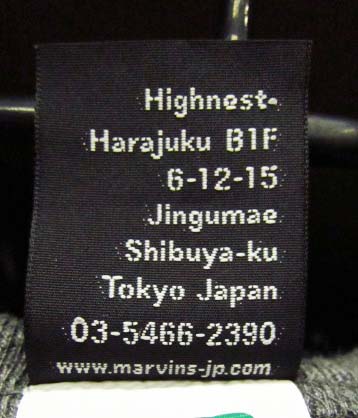 Highnest-
Harajuku B1F
6-12-15
Jingumae
Shibuya-ku
Tokyo Japan
03-5466-2390
www.marvins-jp.com